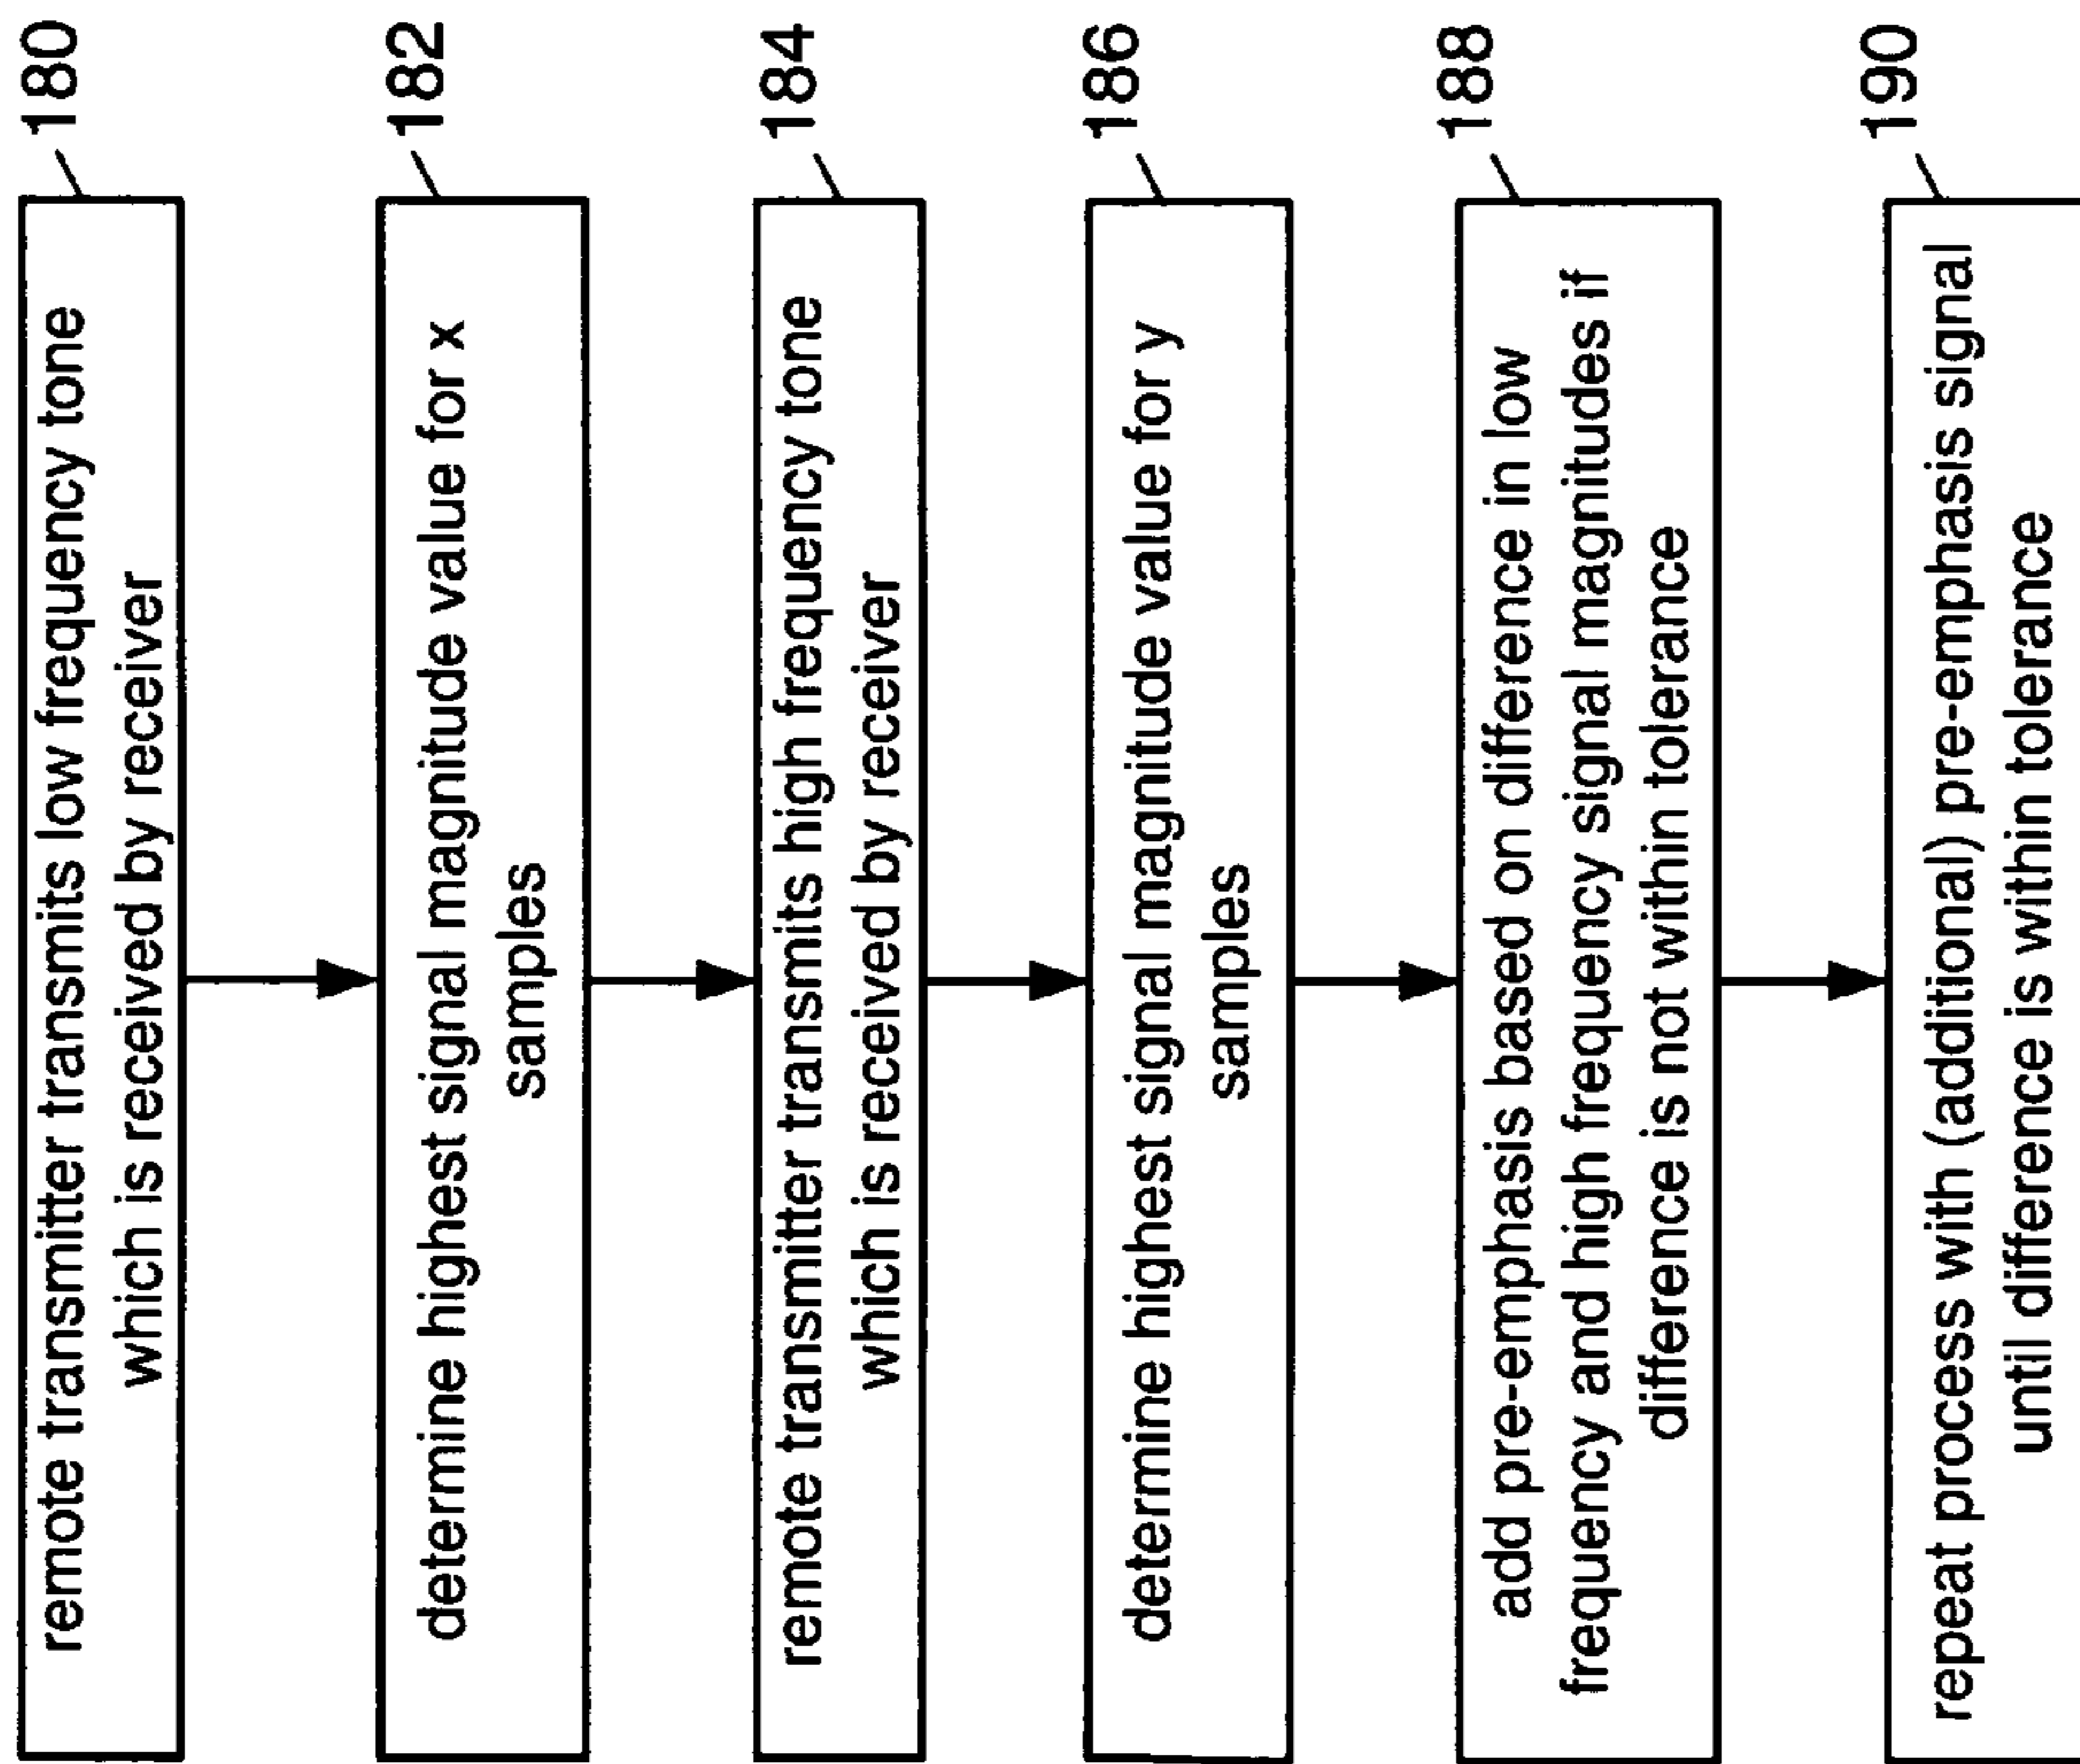 180
remote transmitter transmits low frequency tone
which is received by receiver
182
determine highest signal magnitude value for x
samples
184
remote transmitter transmits high frequency tone
which is received by receiver
186
determine highest signal magnitude value for y
samples
188
add pre-emphasis based on difference in low
frequency and high frequency signal magnitudes if
difference is not within tolerance
190
repeat process with (additional) pre-emphasis signal
until difference is within tolerance